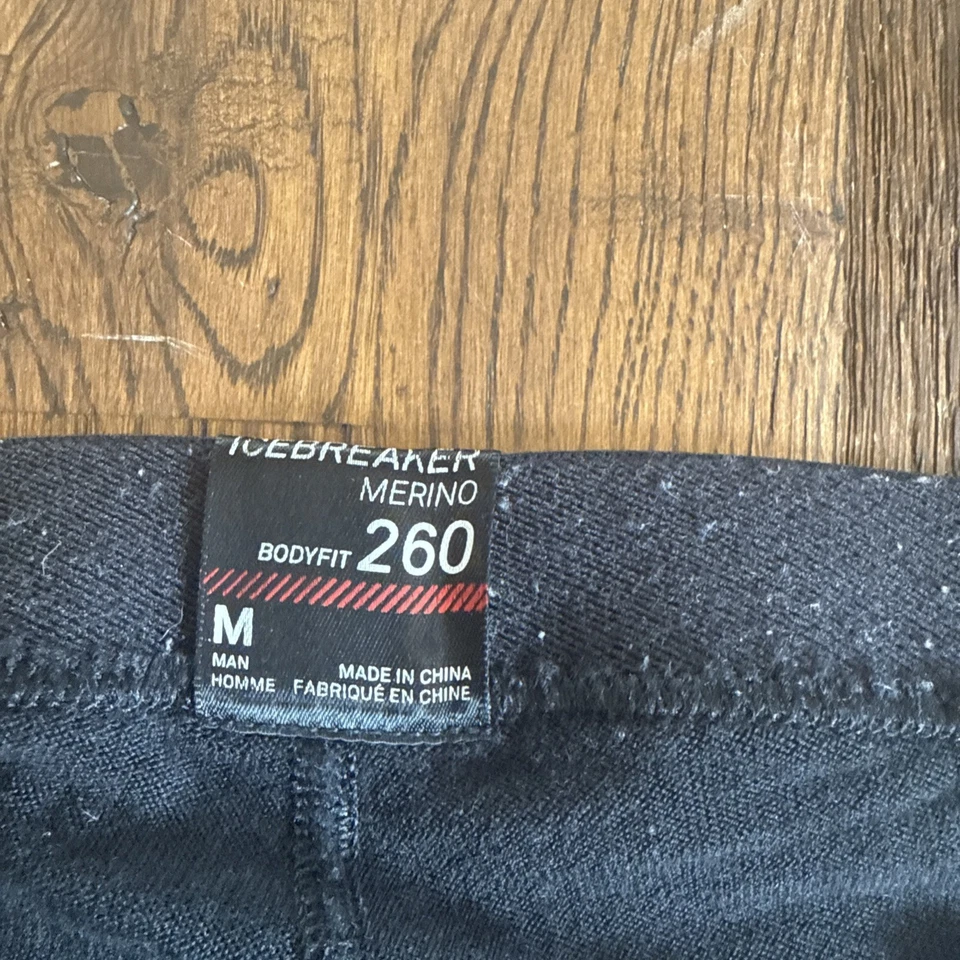 ICEBREAKER
MERINO
BODYFIT 260
M
MAN MADE IN CHINA
HOMME FABRIQUÉ EN CHINE